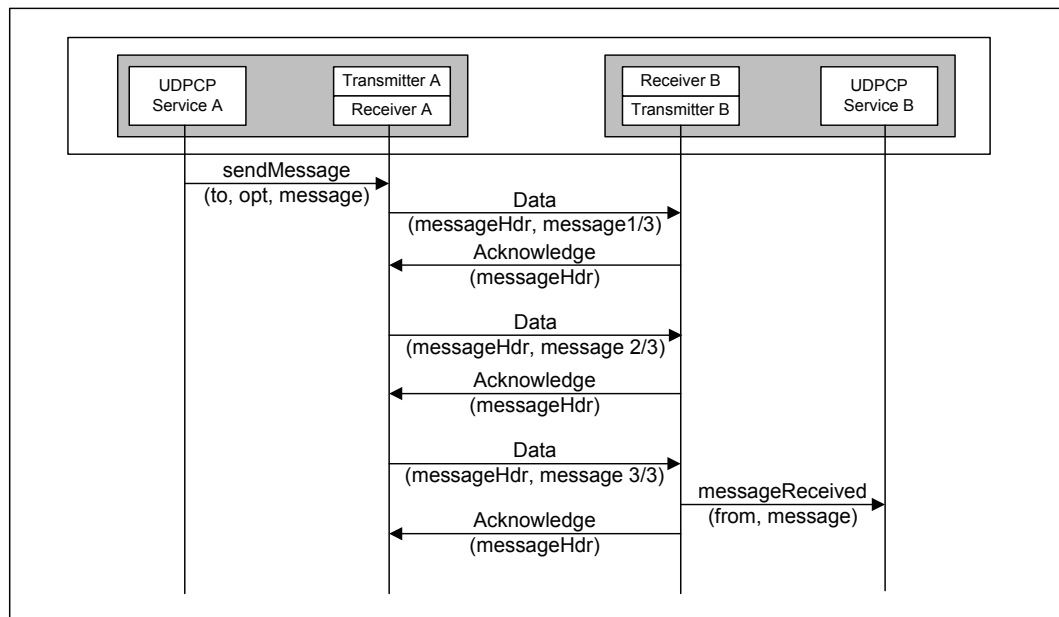 UDPCP
Service A
Transmitter A
Receiver A
Receiver B
Transmitter B
UDPCP
Service B
sendMessage
(to, opt, message)
Data
(messageHdr, message1/3)
Acknowledge
(messageHdr)
Data
(messageHdr, message 2/3)
Acknowledge
(messageHdr)
Data
(messageHdr, message 3/3)
messageReceived
(from, message)
Acknowledge
(messageHdr)